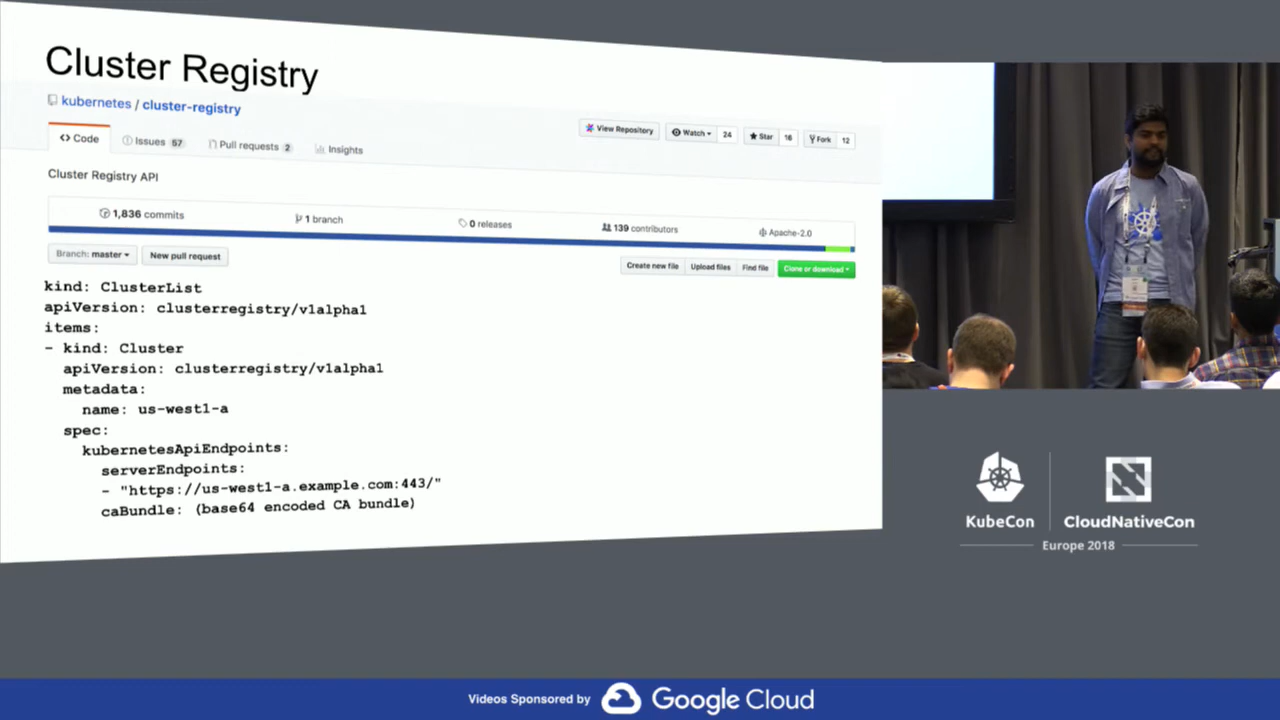 Cluster Registry
kubernetes / cluster-registry
View Repository
Watch 24
Star 16
Fork 12
Code
Issues 57
Pull requests 2
Insights
Cluster Registry API
1,836 commits
1 branch
0 releases
139 contributors
Apache-2.0
Branch: master
New pull request
Create new file
Upload files
Find file
Clone or download
kind: ClusterList
apiVersion: clusterregistry/v1alpha1
items:
- kind: Cluster
apiVersion: clusterregistry/v1alpha1
metadata:
name: us-west1-a
spec:
kubernetesApiEndpoints:
serverEndpoints:
- "https://us-west1-a.example.com:443/"
caBundle: (base64 encoded CA bundle)
KubeCon
CloudNativeCon
Europe 2018
Videos Sponsored by
Google Cloud